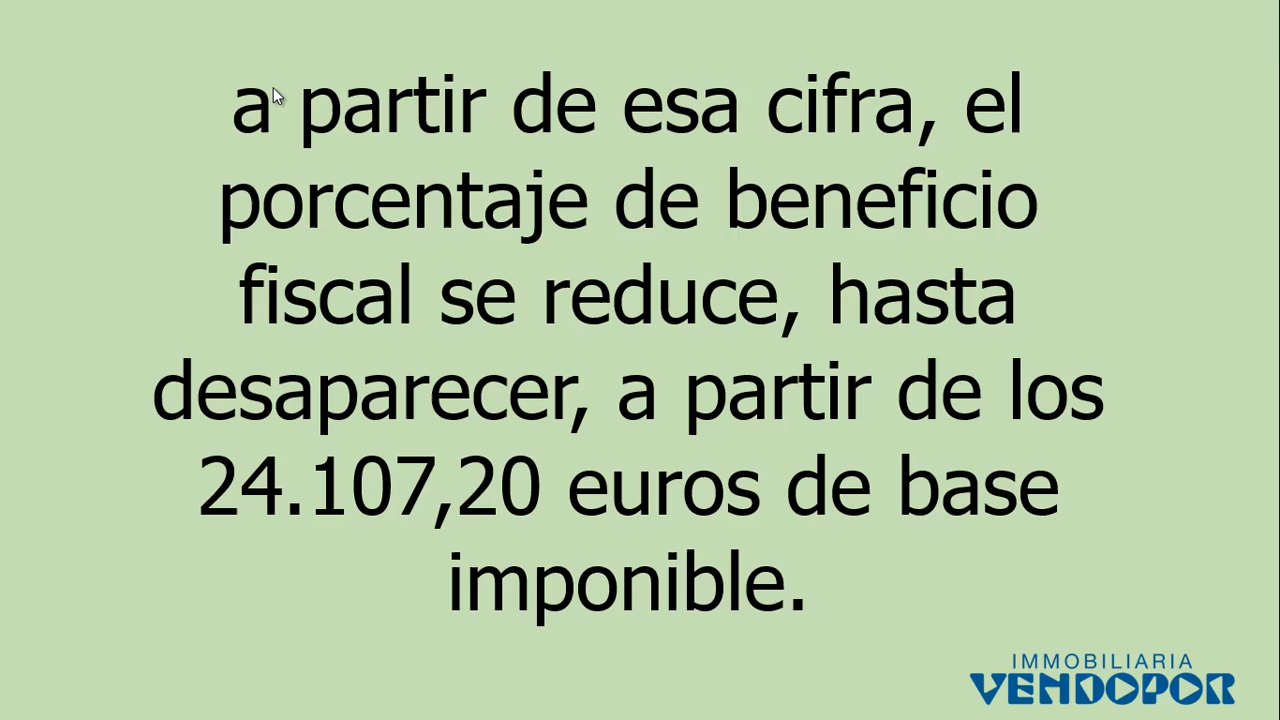 a partir de esa cifra, el
porcentaje de beneficio
fiscal se reduce, hasta
desaparecer, a partir de los
24.107,20 euros de base
imponible.
IMMOBILIARIA
VENDOPOR